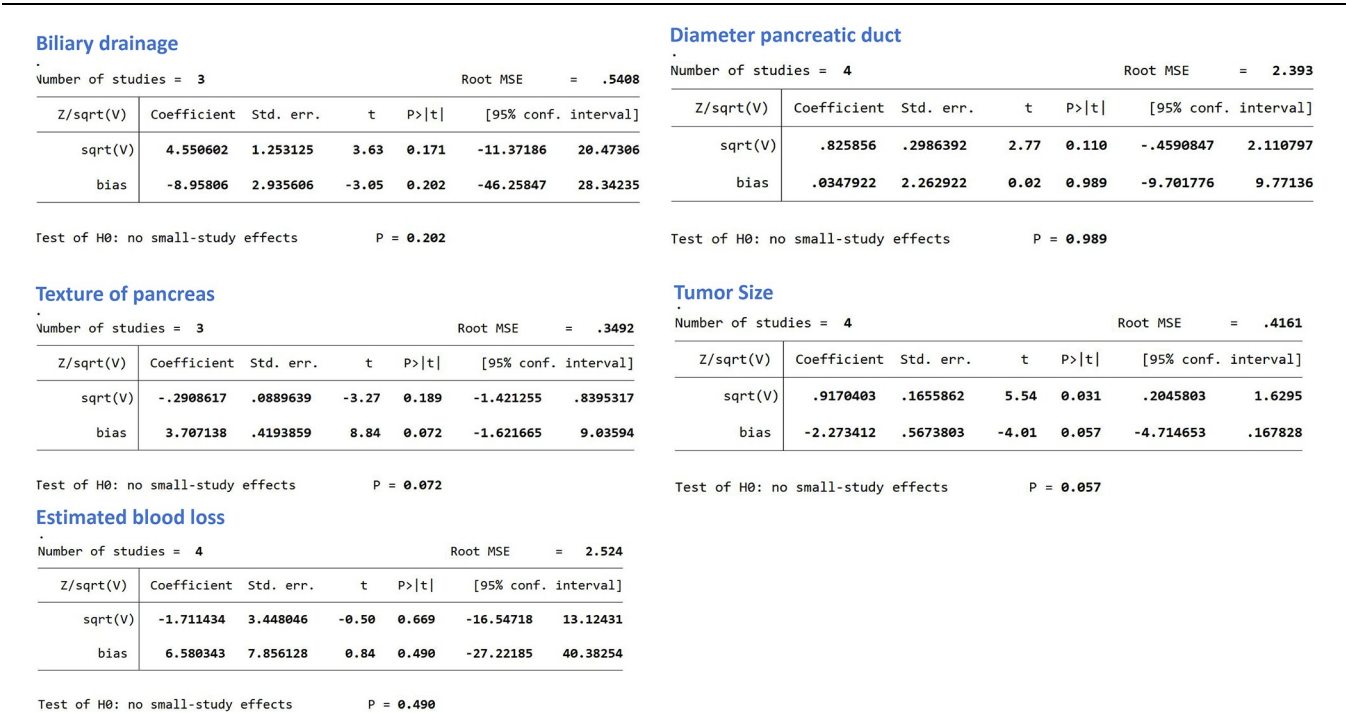 Biliary drainage
.
Number of studies = 3 Root MSE = .5408
Z/sqrt(V) Coefficient Std. err. t P>|t| [95% conf. interval]
sqrt(V) 4.550602 1.253125 3.63 0.171 -11.37186 20.47306
bias -8.95806 2.935606 -3.05 0.202 -46.25847 28.34235
Test of H0: no small-study effects P = 0.202
Diameter pancreatic duct
.
Number of studies = 4 Root MSE = 2.393
Z/sqrt(V) Coefficient Std. err. t P>|t| [95% conf. interval]
sqrt(V) .825856 .2986392 2.77 0.110 -.4590847 2.110797
bias .0347922 2.262922 0.02 0.989 -9.701776 9.77136
Test of H0: no small-study effects P = 0.989
Texture of pancreas
.
Number of studies = 3 Root MSE = .3492
Z/sqrt(V) Coefficient Std. err. t P>|t| [95% conf. interval]
sqrt(V) -.2908617 .0889639 -3.27 0.189 -1.421255 .8395317
bias 3.707138 .4193859 8.84 0.072 -1.621665 9.03594
Test of H0: no small-study effects P = 0.072
Tumor Size
.
Number of studies = 4 Root MSE = .4161
Z/sqrt(V) Coefficient Std. err. t P>|t| [95% conf. interval]
sqrt(V) .9170403 .1655862 5.54 0.031 .2045803 1.6295
bias -2.273412 .5673803 -4.01 0.057 -4.714653 .167828
Test of H0: no small-study effects P = 0.057
Estimated blood loss
.
Number of studies = 4 Root MSE = 2.524
Z/sqrt(V) Coefficient Std. err. t P>|t| [95% conf. interval]
sqrt(V) -1.711434 3.448046 -0.50 0.669 -16.54718 13.12431
bias 6.580343 7.856128 0.84 0.490 -27.22185 40.38254
Test of H0: no small-study effects P = 0.490